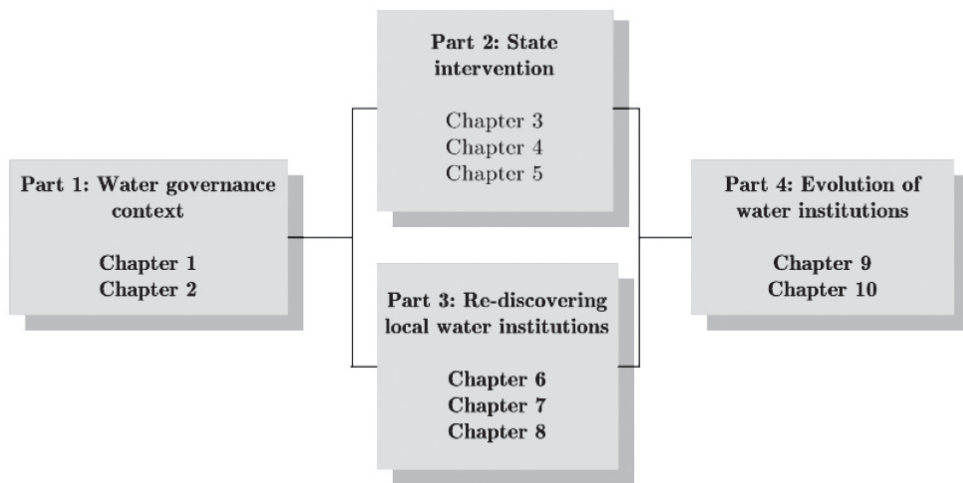 Part 1: Water governance
context
Chapter 1
Chapter 2
Part 2: State
intervention
Chapter 3
Chapter 4
Chapter 5
Part 3: Re-discovering
local water institutions
Chapter 6
Chapter 7
Chapter 8
Part 4: Evolution of
water institutions
Chapter 9
Chapter 10